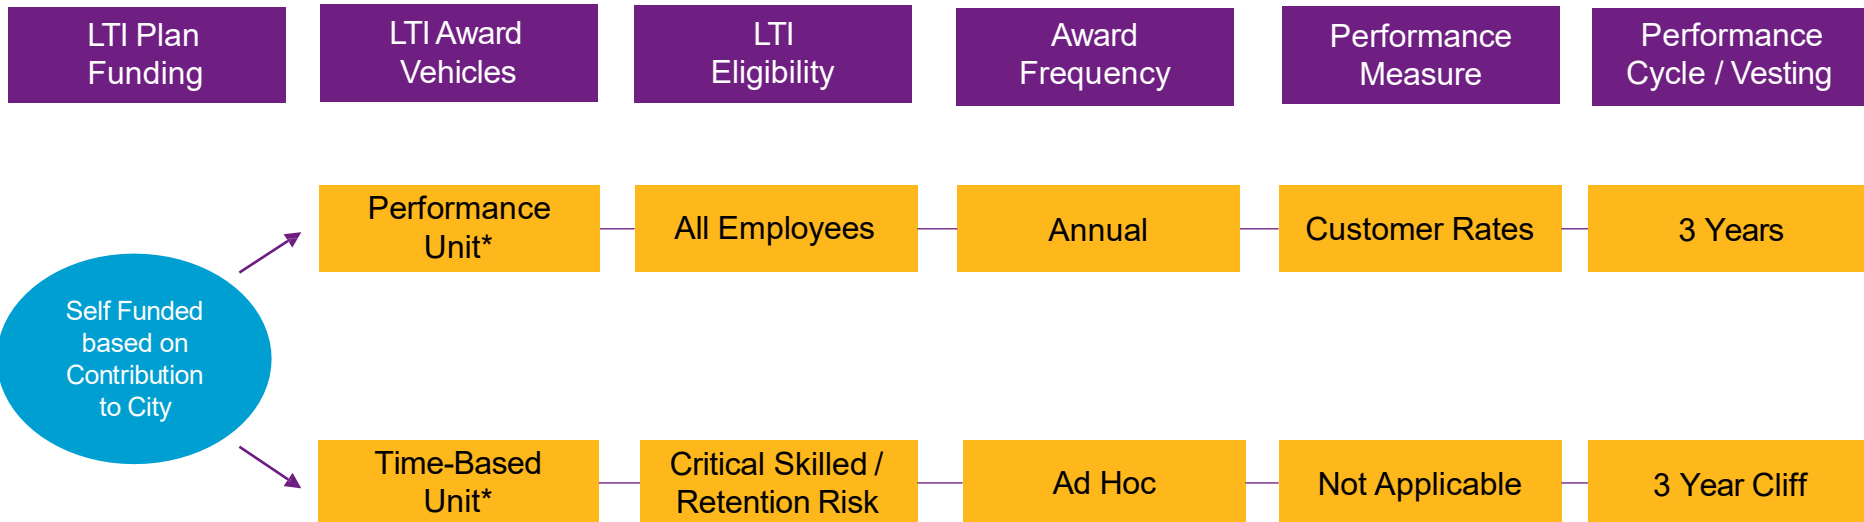 LTI Plan
Funding
LTI Award
Vehicles
LTI
Eligibility
Award
Frequency
Performance
Measure
Performance
Cycle / Vesting
Self Funded
based on
Contribution
to City
Performance
Unit*
All Employees
Annual
Customer Rates
3 Years
Time-Based
Unit*
Critical Skilled /
Retention Risk
Ad Hoc
Not Applicable
3 Year Cliff